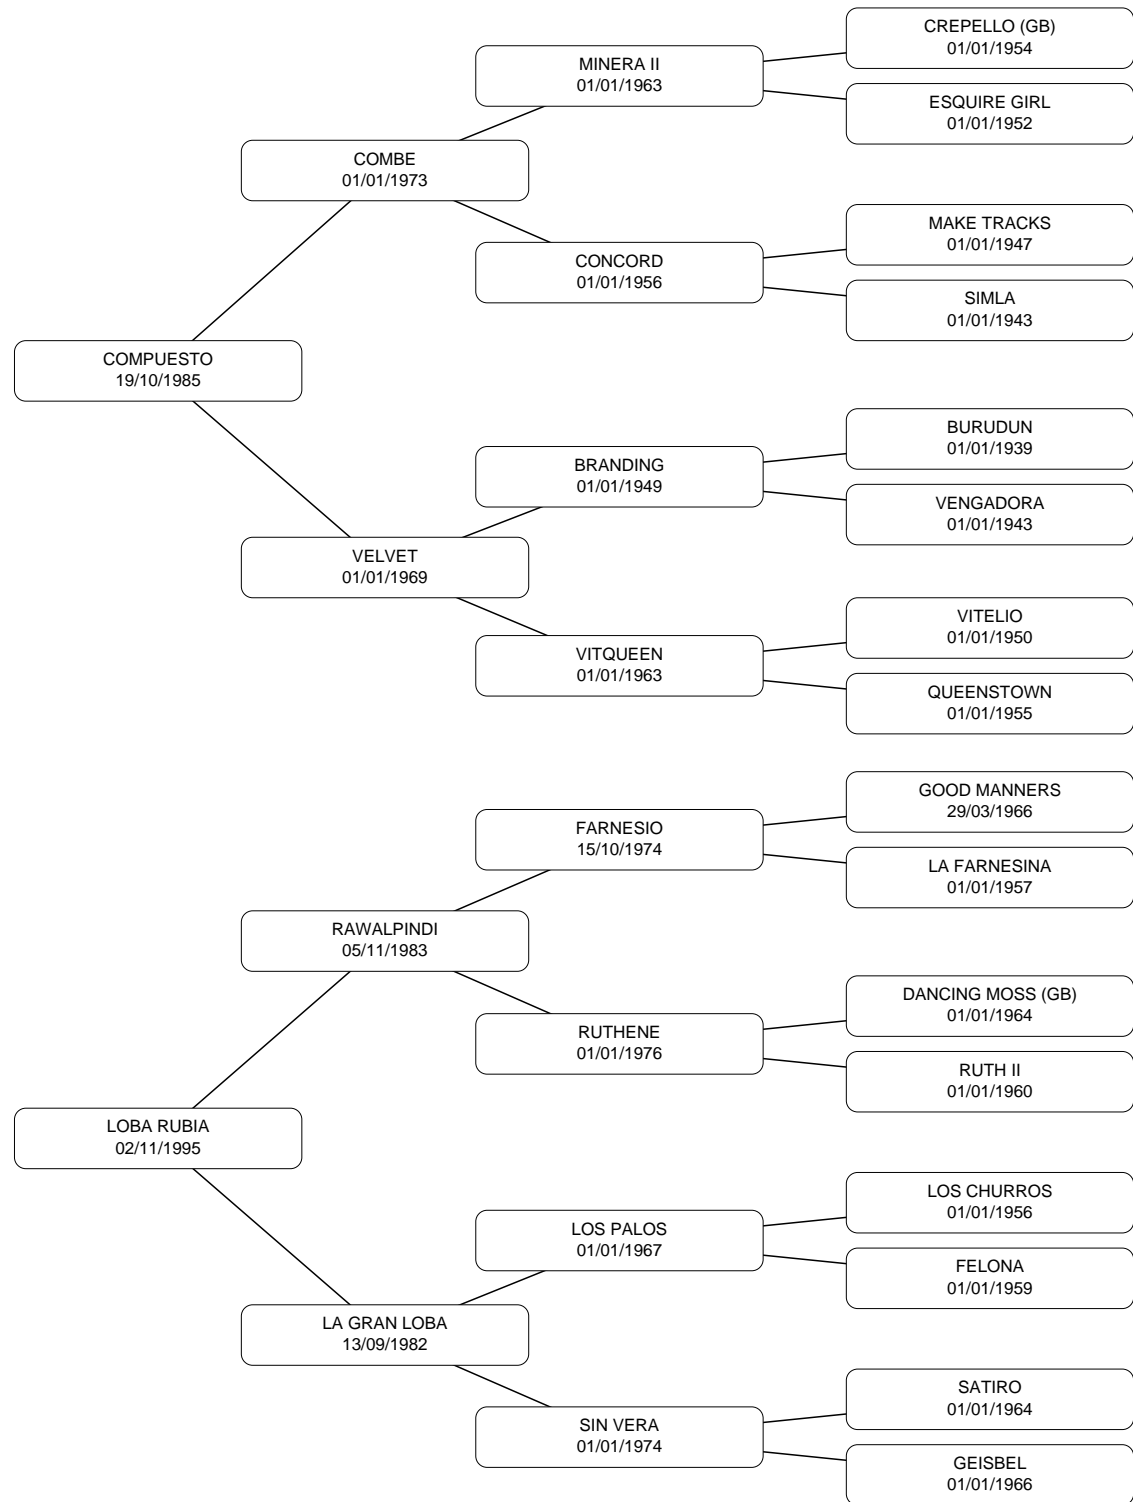 CREPELLO (GB)
01/01/1954
MINERA II
01/01/1963
ESQUIRE GIRL
01/01/1952
COMBE
01/01/1973
MAKE TRACKS
01/01/1947
CONCORD
01/01/1956
SIMLA
01/01/1943
COMPUESTO
19/10/1985
BURUDUN
01/01/1939
BRANDING
01/01/1949
VENGADORA
01/01/1943
VELVET
01/01/1969
VITELIO
01/01/1950
VITQUEEN
01/01/1963
QUEENSTOWN
01/01/1955
GOOD MANNERS
29/03/1966
FARNESIO
15/10/1974
LA FARNESINA
01/01/1957
RAWALPINDI
05/11/1983
DANCING MOSS (GB)
01/01/1964
RUTHENE
01/01/1976
RUTH II
01/01/1960
LOBA RUBIA
02/11/1995
LOS CHURROS
01/01/1956
LOS PALOS
01/01/1967
FELONA
01/01/1959
LA GRAN LOBA
13/09/1982
SATIRO
01/01/1964
SIN VERA
01/01/1974
GEISBEL
01/01/1966